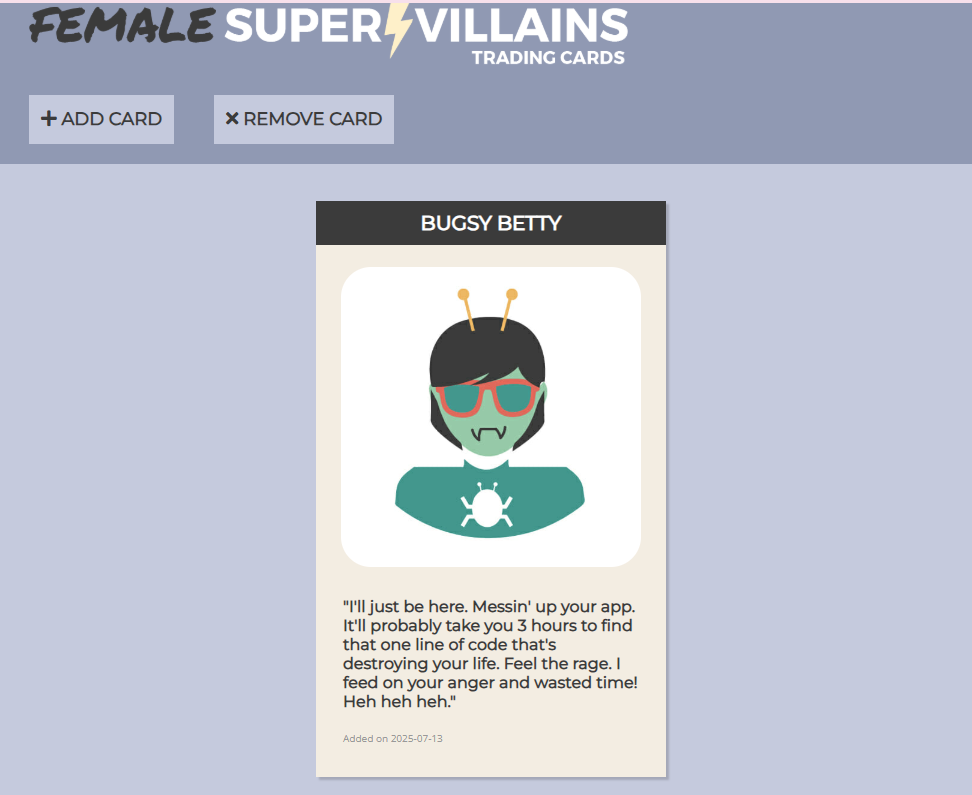 FEMALE SUPER VILLAINS
TRADING CARDS
ADD CARD
REMOVE CARD
BUGSY BETTY
"I'll just be here. Messin' up your app.
It'll probably take you 3 hours to find
that one line of code that's
destroying your life. Feel the rage. I
feed on your anger and wasted time!
Heh heh heh."
Added on 2025-07-13